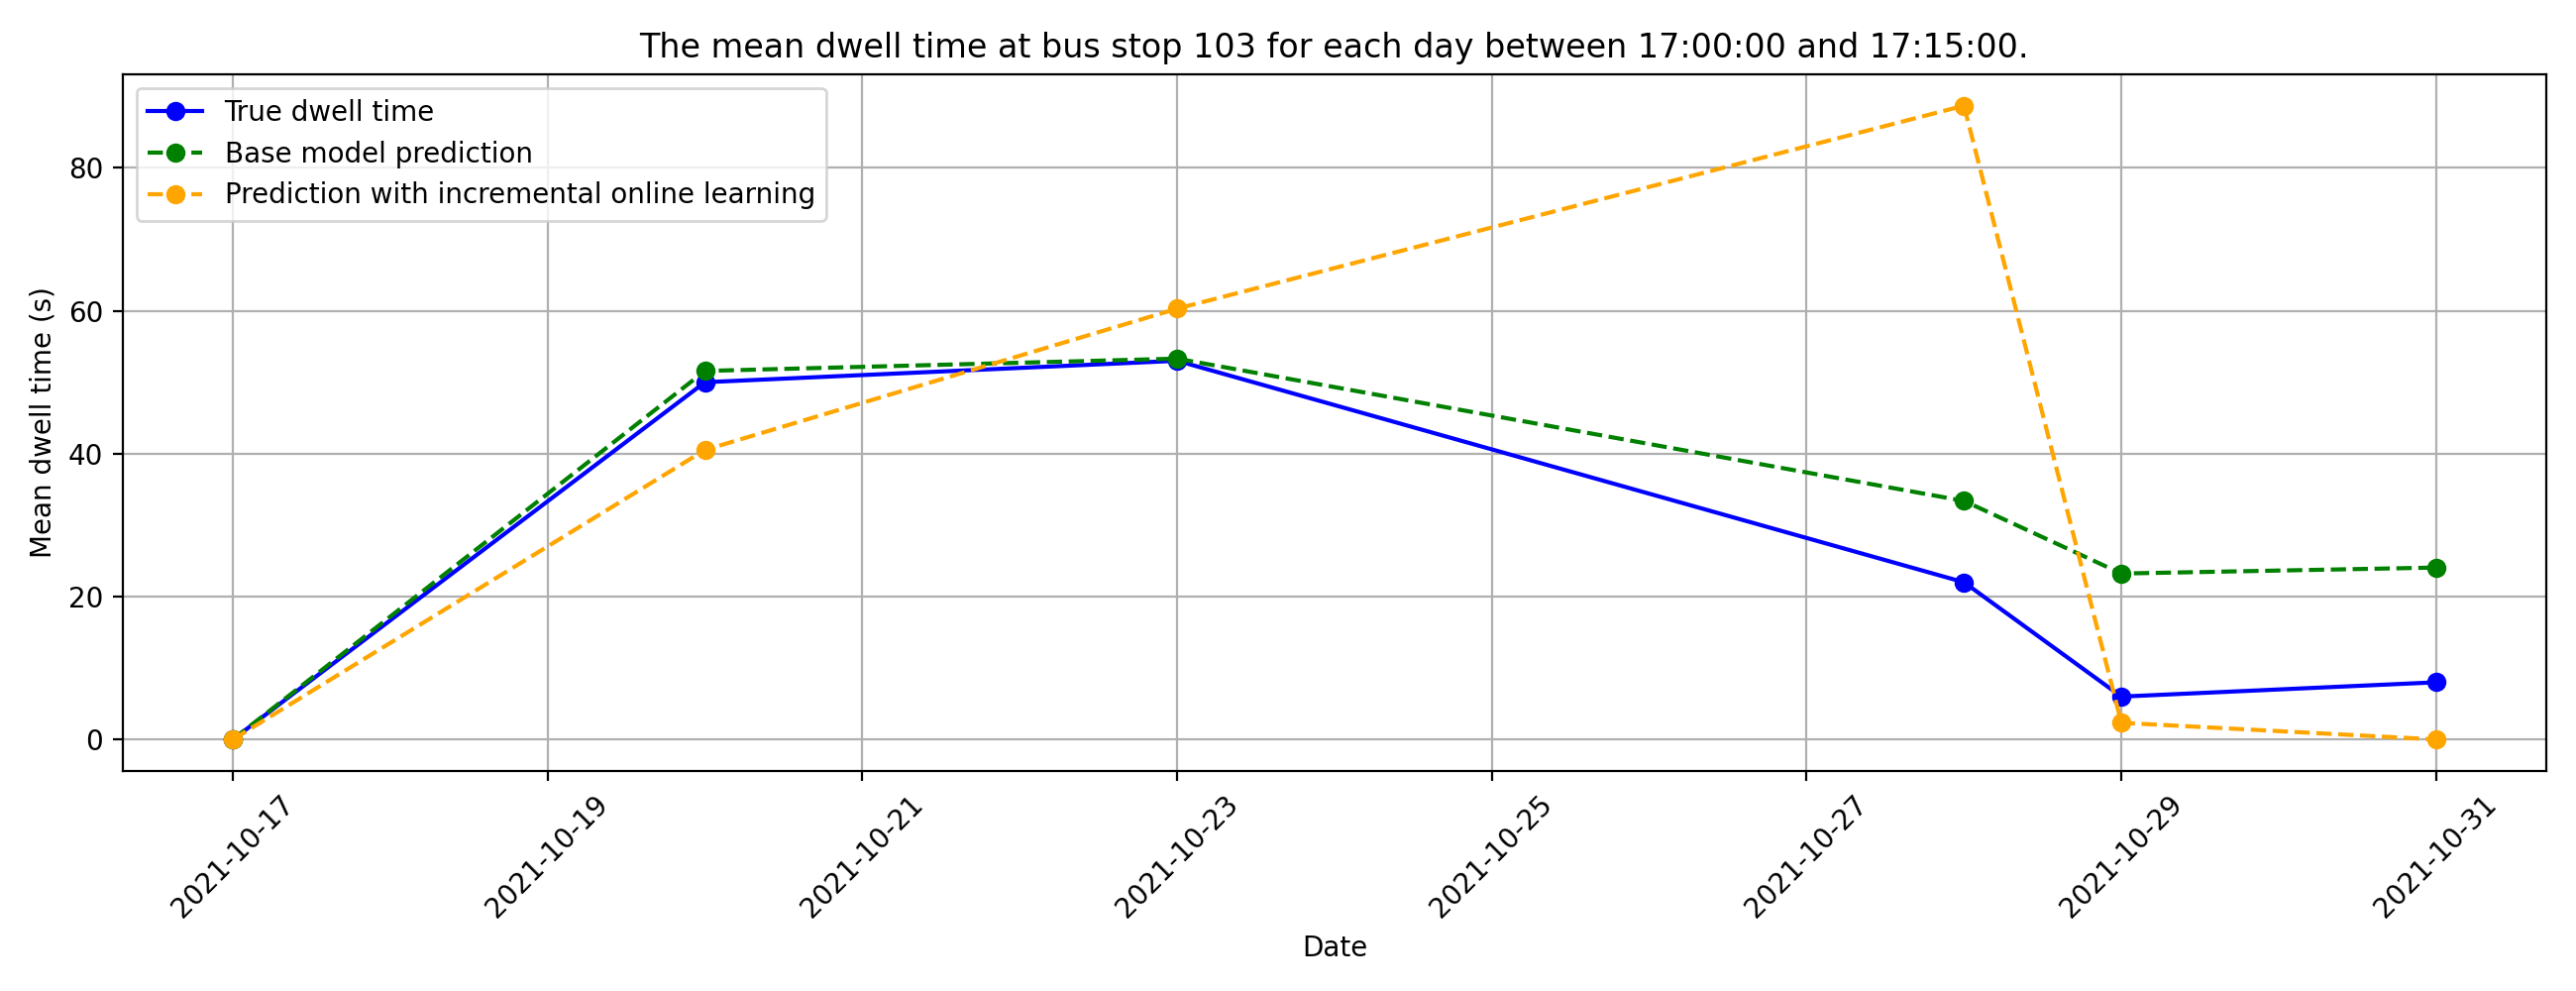 The mean dwell time at bus stop 103 for each day between 17:00:00 and 17:15:00.
True dwell time
Base model prediction
Prediction with incremental online learning
Mean dwell time (s)
80
60
40
20
0
2021-10-17
2021-10-19
2021-10-21
2021-10-23
2021-10-25
2021-10-27
2021-10-29
2021-10-31
Date